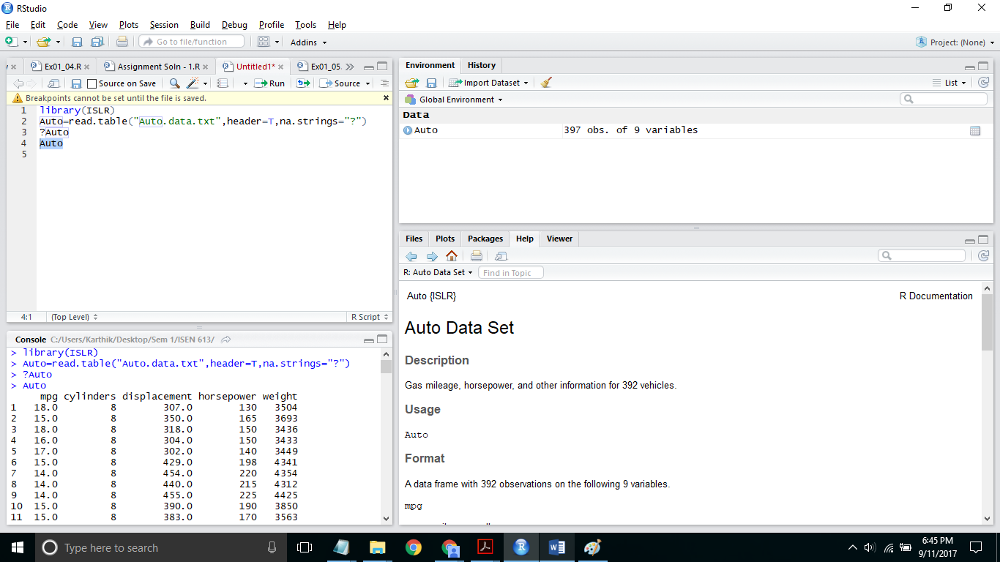 RStudio
File Edit Code View Plots Session Build Debug Profile Tools Help
Go to file/function Addins Project: (None)
Ex01_04.R Assignment Soln - 1.R Untitled1* Ex01_05.
Source on Save Run Source
Breakpoints cannot be set until the file is saved.
1 library(ISLR)
2 Auto=read.table("Auto.data.txt",header=T,na.strings="?")
3 ?Auto
4 Auto
5
4:1 (Top Level) R Script
Console C:/Users/Karthik/Desktop/Sem 1/ISEN 613/
> library(ISLR)
> Auto=read.table("Auto.data.txt",header=T,na.strings="?")
> ?Auto
> Auto
mpg cylinders displacement horsepower weight
1 18.0 8 307.0 130 3504
2 15.0 8 350.0 165 3693
3 18.0 8 318.0 150 3436
4 16.0 8 304.0 150 3433
5 17.0 8 302.0 140 3449
6 15.0 8 429.0 198 4341
7 14.0 8 454.0 220 4354
8 14.0 8 440.0 215 4312
9 14.0 8 455.0 225 4425
10 15.0 8 390.0 190 3850
11 15.0 8 383.0 170 3563
Environment History
Import Dataset List
Global Environment
Data
Auto 397 obs. of 9 variables
Files Plots Packages Help Viewer
R: Auto Data Set Find in Topic
Auto {ISLR} R Documentation
Auto Data Set
Description
Gas mileage, horsepower, and other information for 392 vehicles.
Usage
Auto
Format
A data frame with 392 observations on the following 9 variables.
mpg
Type here to search
6:45 PM
9/11/2017